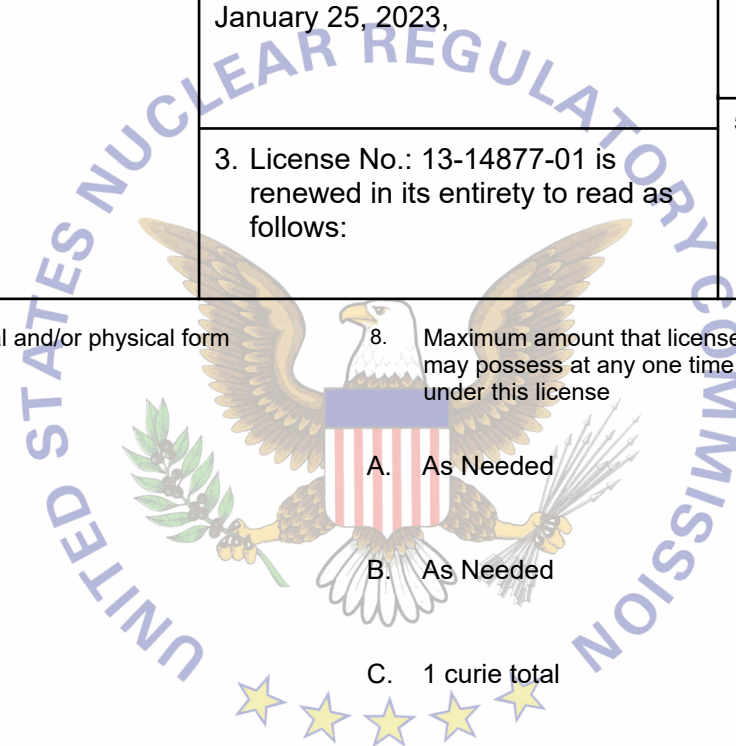 January 25, 2023,
3. License No.: 13-14877-01 is
renewed in its entirety to read as
follows:
and/or physical form
8. Maximum amount that license
may possess at any one time
under this license
A. As Needed
B. As Needed
C. 1 curie total
UNITED STATES NUCLEAR REGULATORY COMMISSION